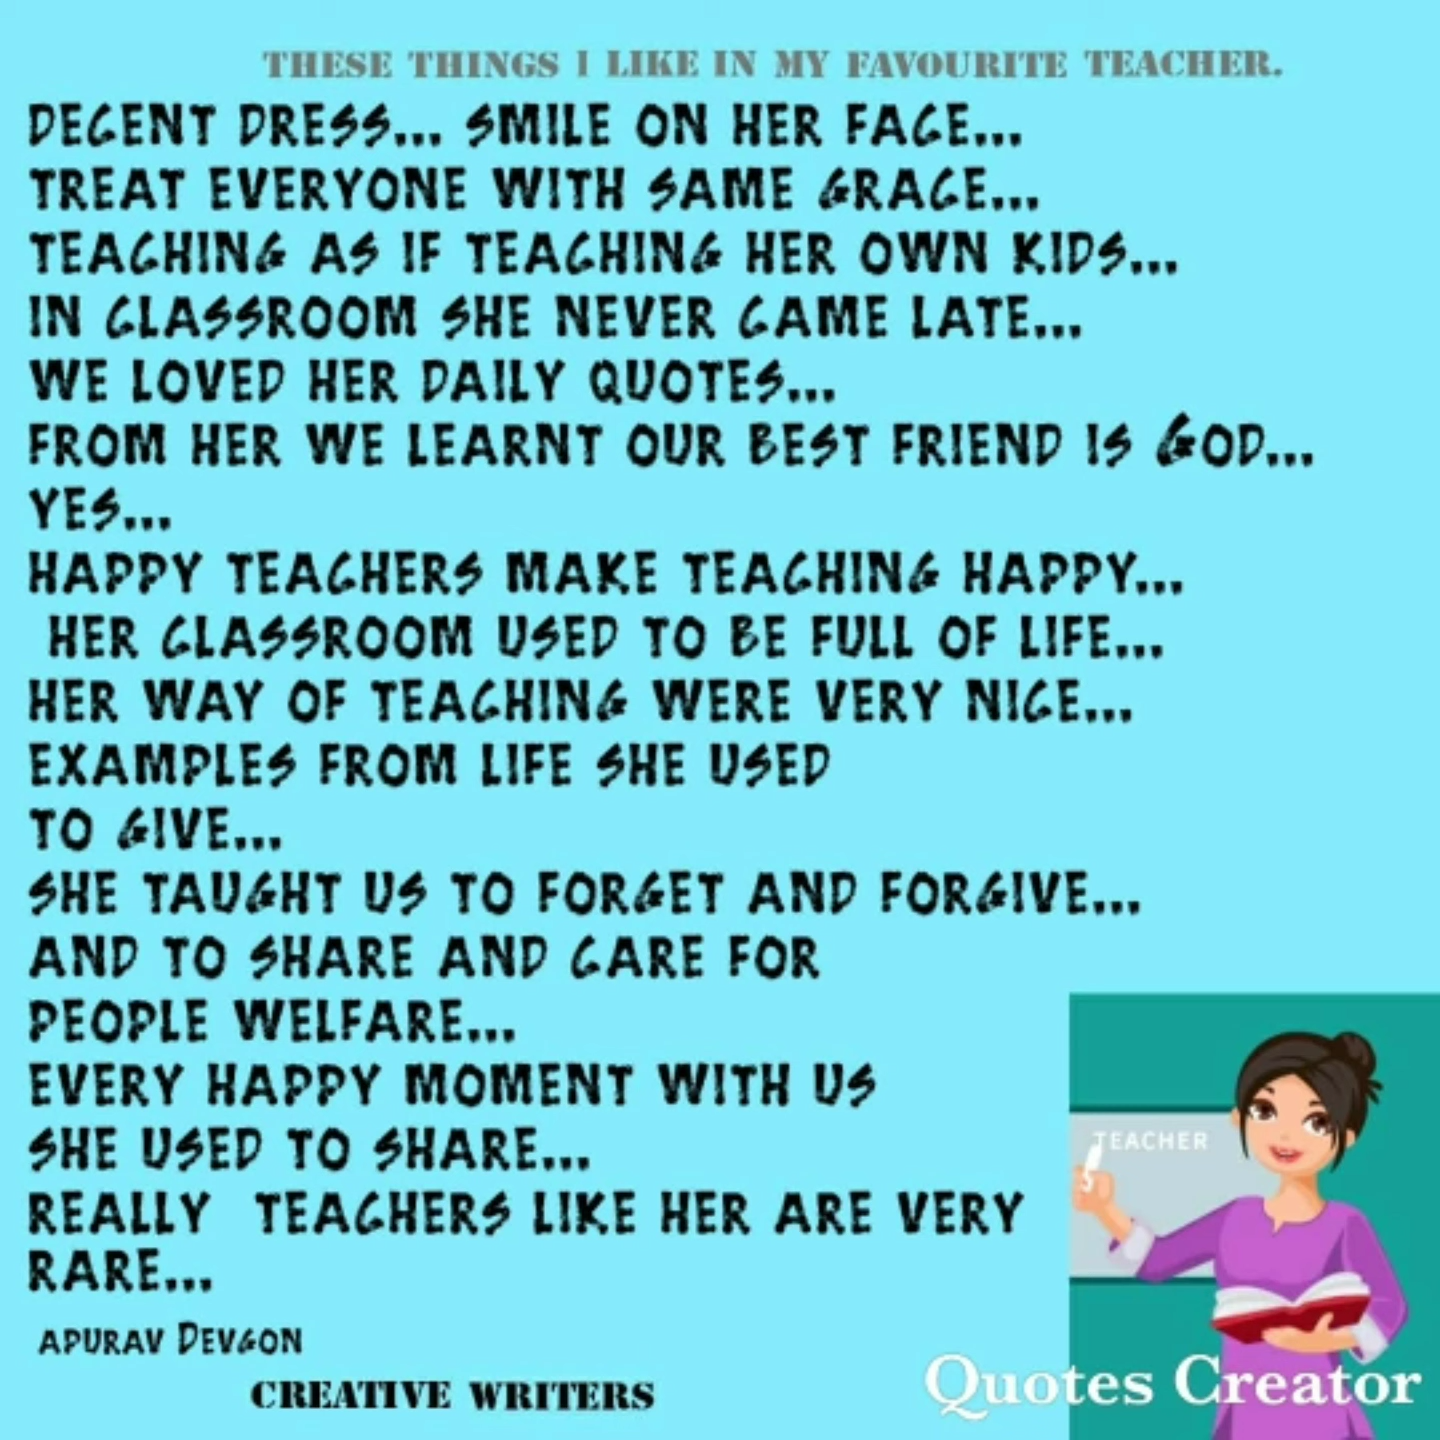 THESE THINGS I LIKE IN MY FAVOURITE TEACHER.
DECENT DRESS... SMILE ON HER FACE...
TREAT EVERYONE WITH SAME GRACE...
TEACHING AS IF TEACHING HER OWN KIDS...
IN CLASSROOM SHE NEVER CAME LATE...
WE LOVED HER DAILY QUOTES...
FROM HER WE LEARNT OUR BEST FRIEND IS GOD...
YES...
HAPPY TEACHERS MAKE TEACHING HAPPY...
HER CLASSROOM USED TO BE FULL OF LIFE...
HER WAY OF TEACHING WERE VERY NICE...
EXAMPLES FROM LIFE SHE USED
TO GIVE...
SHE TAUGHT US TO FORGET AND FORGIVE...
AND TO SHARE AND CARE FOR
PEOPLE WELFARE...
EVERY HAPPY MOMENT WITH US
SHE USED TO SHARE...
REALLY TEACHERS LIKE HER ARE VERY
RARE...
APURAV DEVGON
CREATIVE WRITERS
TEACHER
Quotes Creator